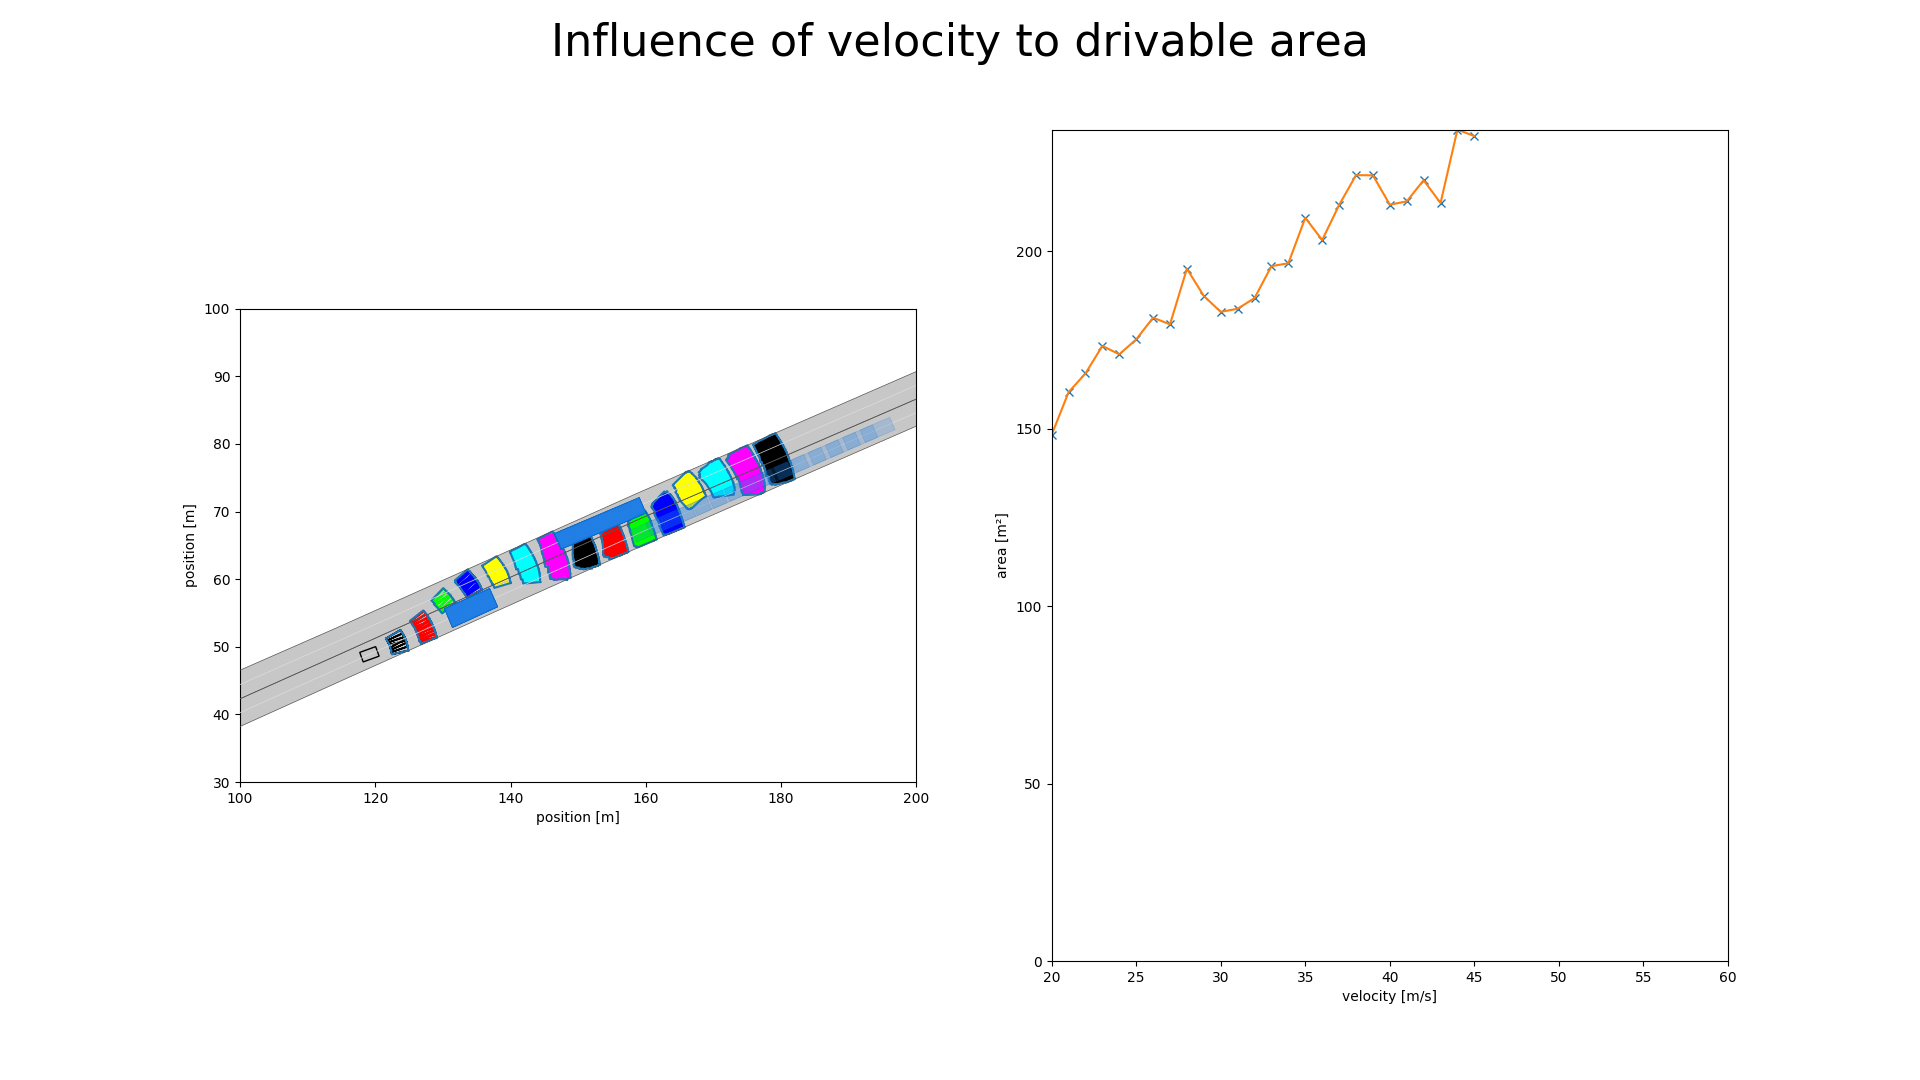 Influence of velocity to drivable area
100
90
80
70
60
50
40
30
position [m]
100 120 140 160 180 200
position [m]
200
150
100
50
0
area [m²]
20 25 30 35 40 45 50 55 60
velocity [m/s]